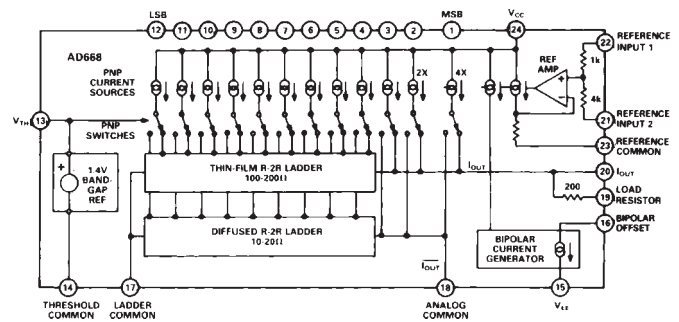 LSB
MSB
VCC
12 11 10 9 8 7 6 5 4 3 2 1 24
22 REFERENCE INPUT 1
AD668
REF AMP
1k
PNP CURRENT SOURCES
2X
4X
+
−
4k
VTH 13
PNP SWITCHES
21 REFERENCE INPUT 2
23 REFERENCE COMMON
+
1.4V BAND-GAP REF
THIN-FILM R-2R LADDER
100-200Ω
IOUT
20 IOUT
200
19 LOAD RESISTOR
16 BIPOLAR OFFSET
DIFFUSED R-2R LADDER
10-20Ω
BIPOLAR CURRENT GENERATOR
IOUT
14
17
18
15
THRESHOLD COMMON
LADDER COMMON
ANALOG COMMON
VEE